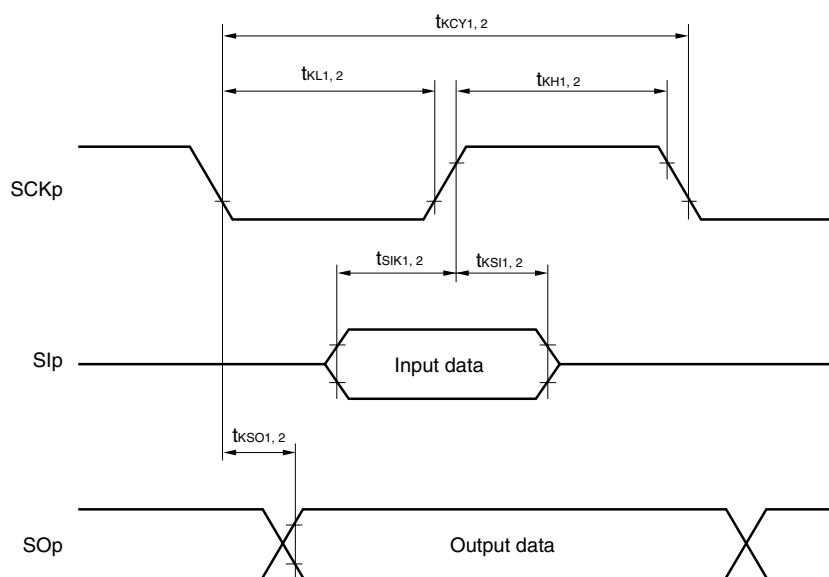 tKCY1, 2
tKL1, 2
tKH1, 2
SCKp
tSIK1, 2
tKSI1, 2
SIp
Input data
tKSO1, 2
SOp
Output data